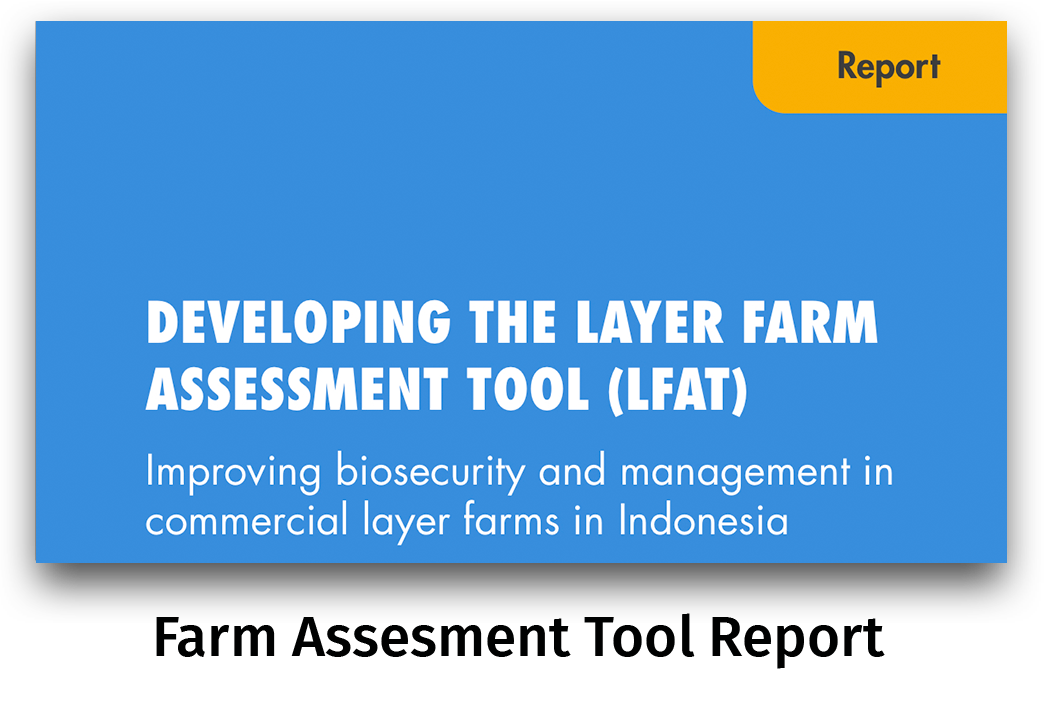 Report
DEVELOPING THE LAYER FARM
ASSESSMENT TOOL (LFAT)
Improving biosecurity and management in
commercial layer farms in Indonesia
Farm Assesment Tool Report